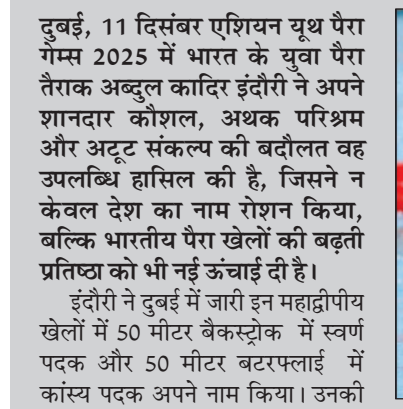 दुबई, 11 दिसंबर एशियन यूथ पैरा
गेम्स 2025 में भारत के युवा पैरा
तैराक अब्दुल कादिर इंदौरी ने अपने
शानदार कौशल, अथक परिश्रम
और अटूट संकल्प की बदौलत वह
उपलब्धि हासिल की है, जिसने न
केवल देश का नाम रोशन किया,
बल्कि भारतीय पैरा खेलों की बढ़ती
प्रतिष्ठा को भी नई ऊंचाई दी है।
इंदौरी ने दुबई में जारी इन महाद्वीपीय
खेलों में 50 मीटर बैकस्ट्रोक में स्वर्ण
पदक और 50 मीटर बटरफ्लाई में
कांस्य पदक अपने नाम किया। उनकी